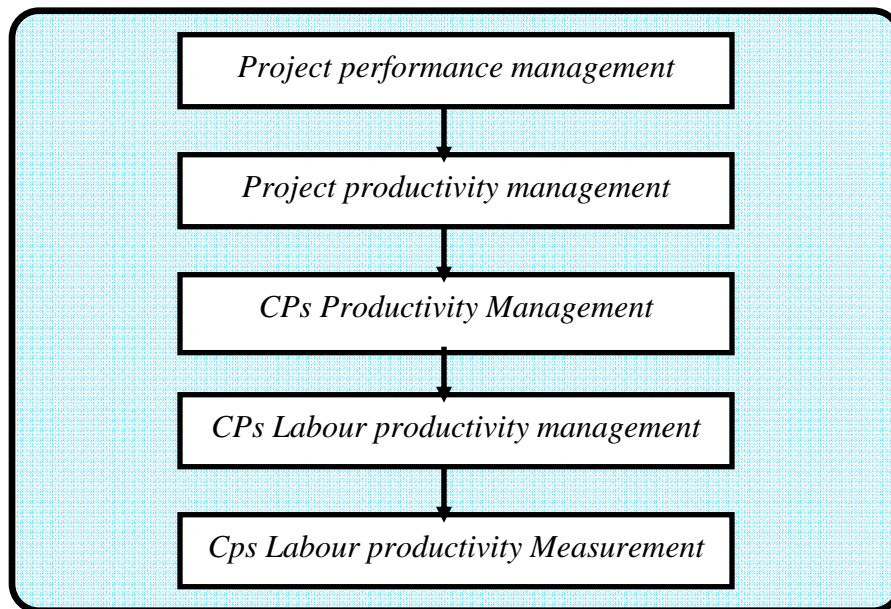 Project performance management
Project productivity management
CPs Productivity Management
CPs Labour productivity management
Cps Labour productivity Measurement